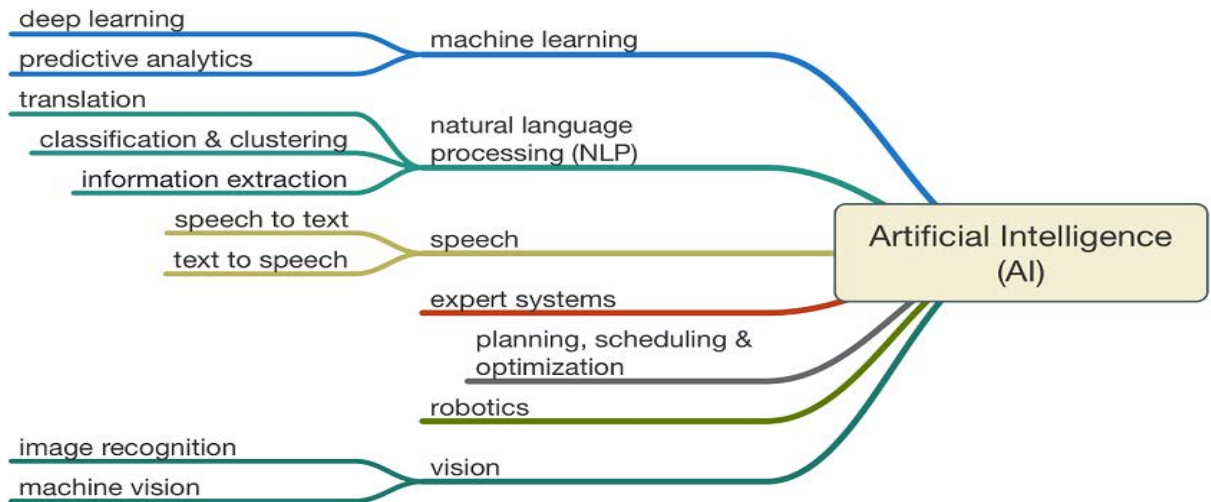 deep learning
predictive analytics
machine learning
translation
classification & clustering
information extraction
natural language
processing (NLP)
speech to text
text to speech
speech
expert systems
planning, scheduling &
optimization
robotics
image recognition
machine vision
vision
Artificial Intelligence
(AI)